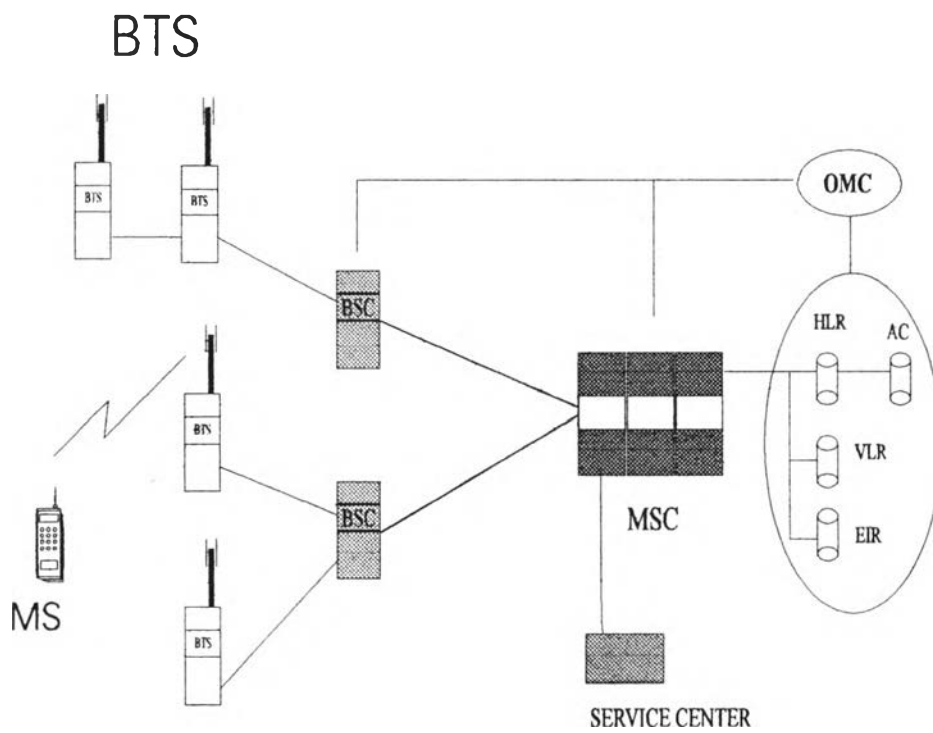 BTS
BTS
BTS
OMC
BSC
HLR
AC
BTS
VLR
BSC
MSC
EIR
MS
BTS
SERVICE CENTER